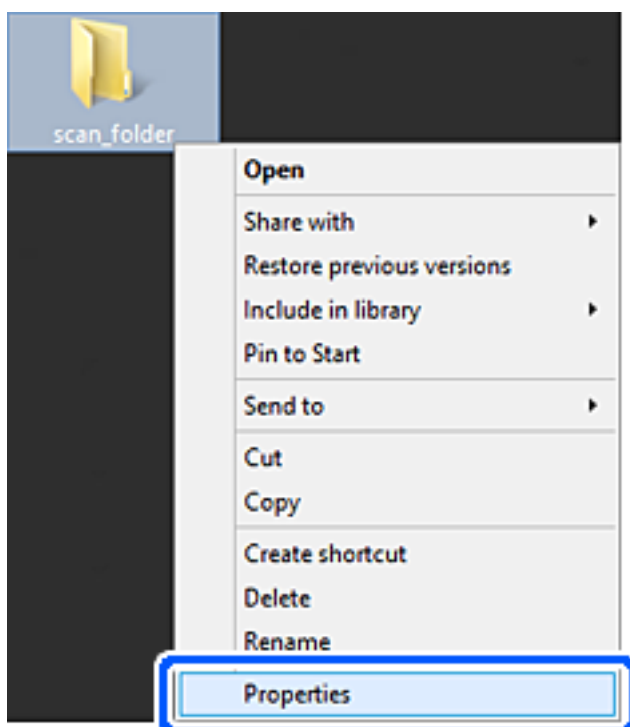 scan_folder
Open
Share with
Restore previous versions
Include in library
Pin to Start
Send to
Cut
Copy
Create shortcut
Delete
Rename
Properties